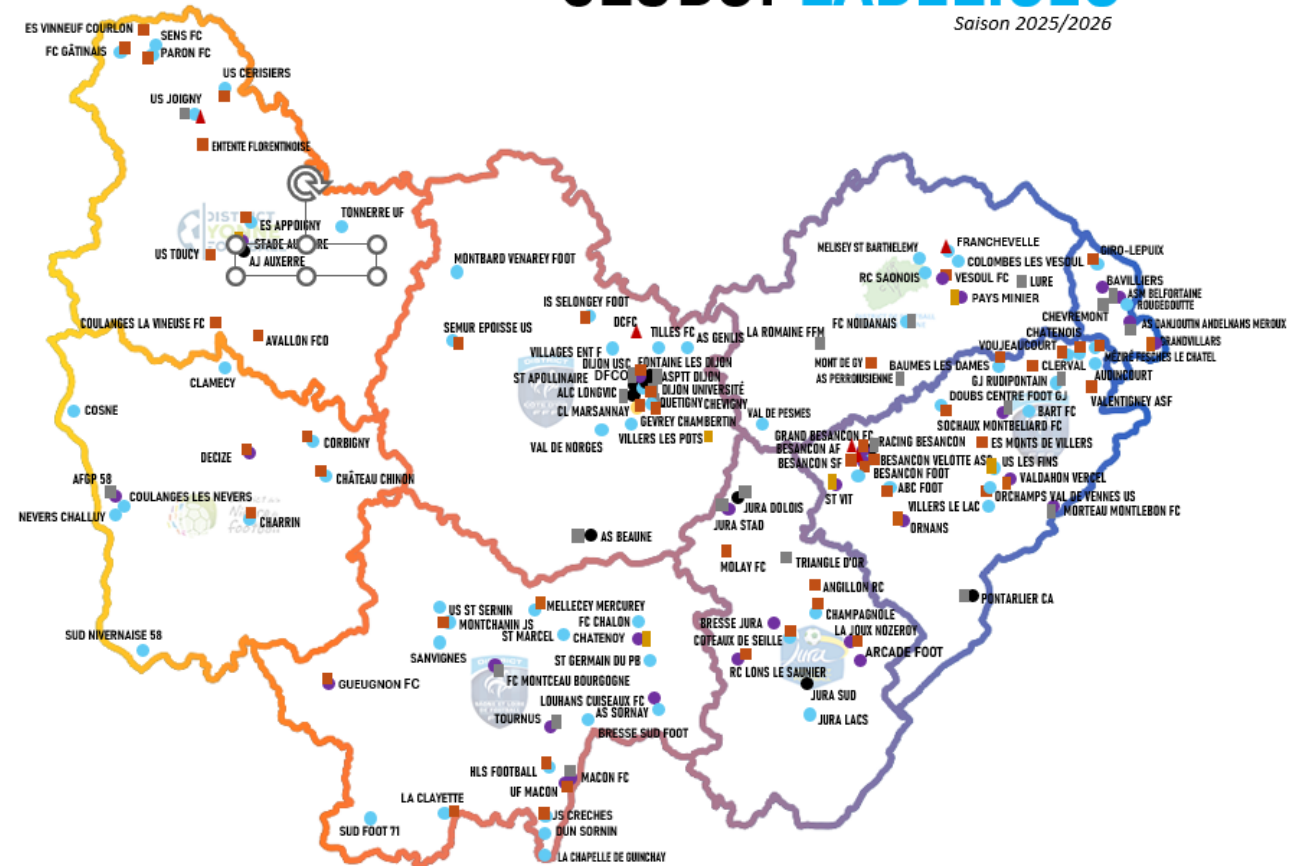 Saison 2025/2026
ES VINNEUF COURLON
SENS FC
FC GÂTINAIS
PARON FC
US CERISIERS
US JOIGNY
ENTENTE FLORENTINOISE
TONNERRE UF
ES APPOIGNY
US TOUCY
AJ AUXERRE
COULANGES LA VINEUSE FC
AVALLON FCO
CLAMECY
COSNE
CORBIGNY
DECIZE
CHÂTEAU CHINON
AFGP 58
COULANGES LES NEVERS
NEVERS CHALLUY
CHARRIN
SUD NIVERNAISE 58
MONTBARD VENAREY FOOT
IS SELONGEY FOOT
SEMUR EPOISSE US
DCFC
TILLES FC
AS GENLIS
VILLAGES ENT F
FONTAINE LES DIJON
DIJON USC
ST APOLLINAIRE
DFCO
ASPTT DIJON
ALC LONGVIC
DIJON UNIVERSITÉ
QUETIGNY
CHEVIGNY
CL MARSANNAY
GEVREY CHAMBERTIN
VAL DE NORGES
VILLERS LES POTS
VAL DE PESMES
AS BEAUNE
US ST SERNIN
MELLECEY MERCUREY
MONTCHANIN JS
FC CHALON
ST MARCEL
CHATENOY
SANVIGNES
ST GERMAIN DU PB
FC MONTCEAU BOURGOGNE
GUEUGNON FC
LOUHANS CUISEAUX FC
TOURNUS
AS SORNAY
BRESSE SUD FOOT
HLS FOOTBALL
MACON FC
UF MACON
LA CLAYETTE
JS CRECHES
SUD FOOT 71
DUN SORNIN
LA CHAPELLE DE GUINCHAY
MELISEY ST BARTHELEMY
FRANCHEVELLE
COLOMBES LES VESOUL
RC SAONOIS
VESOUL FC
LURE
PAYS MINIER
FC NOIDANAIS
LA ROMAINE FFM
GIRO-LEPUIX
BAVILLIERS
ASM BELFORTAINE
ROUGEGOUTTE
CHEVREMONT
AS DANJOUTIN ANDELNANS MEROUX
CHATENOIS
GRANDVILLARS
VOUJEAUCOURT
MEZIRE FESCHES LE CHATEL
MONT DE GY
BAUMES LES DAMES
CLERVAL
AUDINCOURT
AS PERROUSIENNE
GJ RUDIPONTAIN
VALENTIGNEY ASF
DOUBS CENTRE FOOT GJ
BART FC
SOCHAUX MONTBELIARD FC
GRAND BESANCON FC
RACING BESANCON
ES MONTS DE VILLERS
BESANCON AF
BESANCON SF
BESANCON VELOTTE ASC
US LES FINS
BESANCON FOOT
VALDAHON VERCEL
ST VIT
ABC FOOT
ORCHAMPS VAL DE VENNES US
VILLERS LE LAC
MORTEAU MONTLEBON FC
ORNANS
JURA DOLOIS
JURA STAD
MOLAY FC
TRIANGLE D'OR
ANGILLON RC
PONTARLIER CA
CHAMPAGNOLE
BRESSE JURA
LA JOUX NOZEROY
COTEAUX DE SEILLE
ARCADE FOOT
RC LONS LE SAUNIER
JURA SUD
JURA LACS